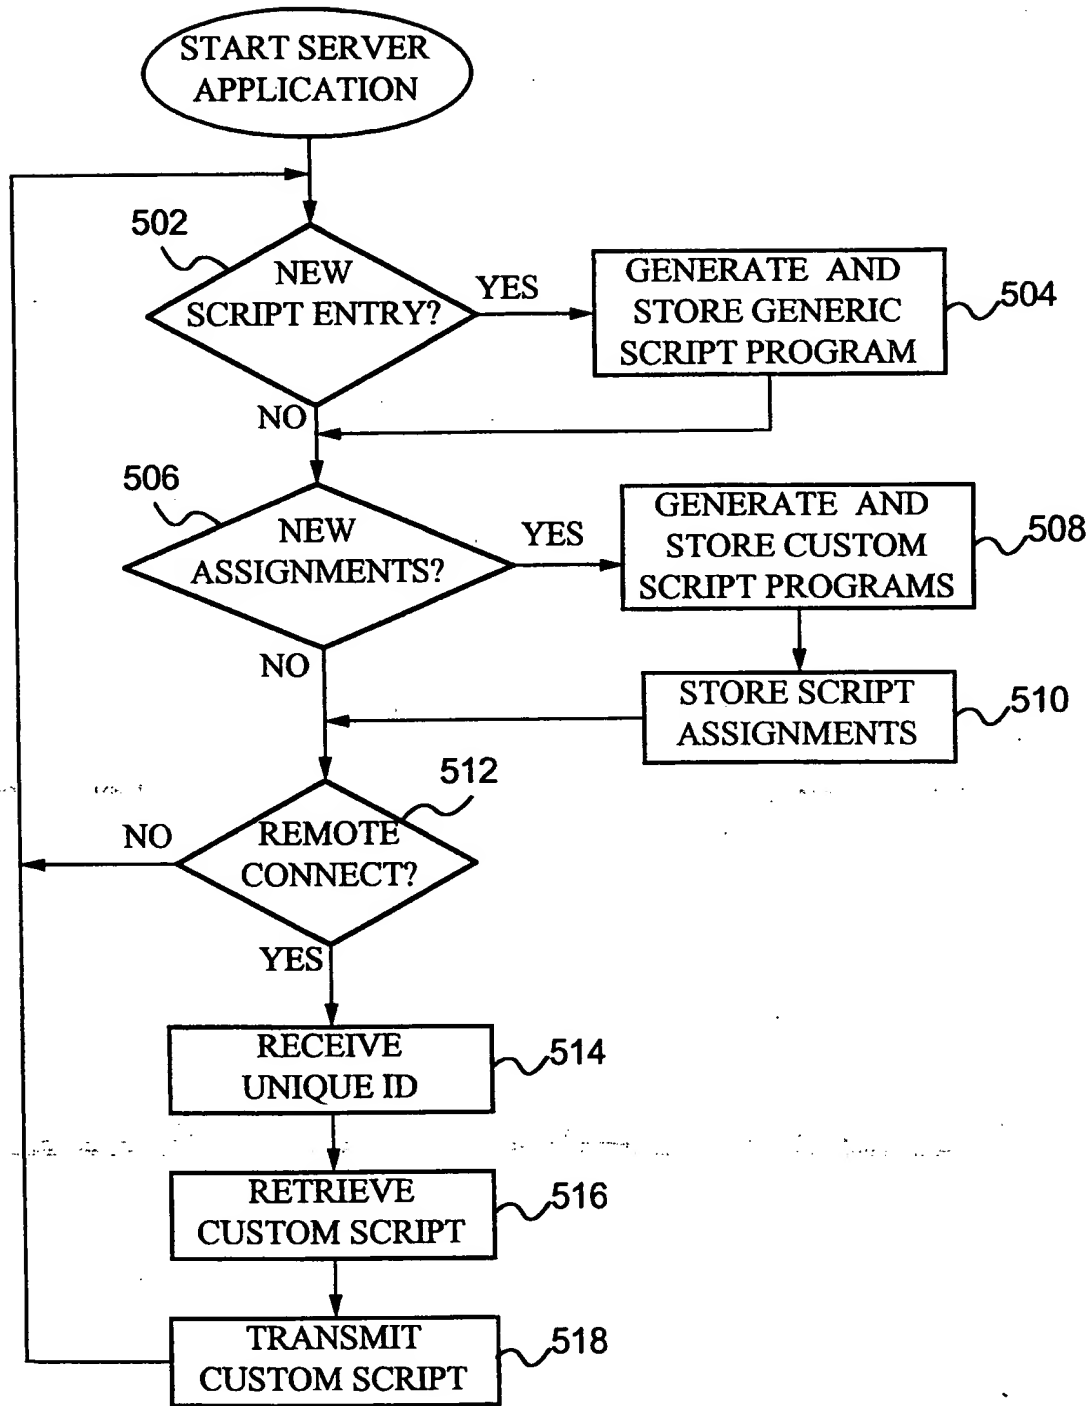 START SERVER
APPLICATION
502
NEW
SCRIPT ENTRY?
YES
GENERATE AND
STORE GENERIC
SCRIPT PROGRAM
504
NO
506
NEW
ASSIGNMENTS?
YES
GENERATE AND
STORE CUSTOM
SCRIPT PROGRAMS
508
NO
STORE SCRIPT
ASSIGNMENTS
510
512
NO
REMOTE
CONNECT?
YES
RECEIVE
UNIQUE ID
514
RETRIEVE
CUSTOM SCRIPT
516
TRANSMIT
CUSTOM SCRIPT
518